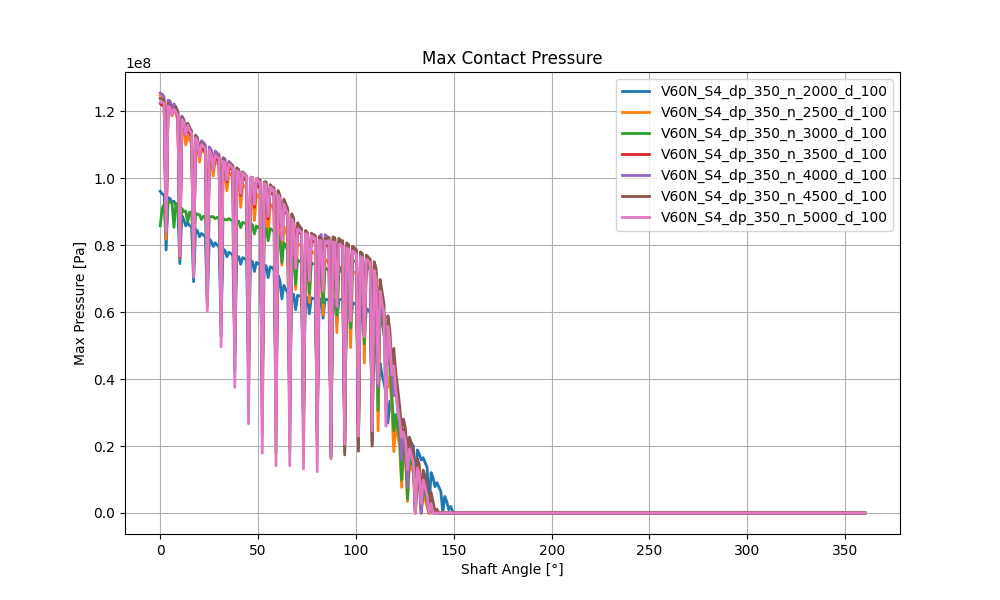 Max Contact Pressure
1e8
1.2
1.0
0.8
0.6
0.4
0.2
0.0
Max Pressure [Pa]
0
50
100
150
200
250
300
350
Shaft Angle [°]
V60N_S4_dp_350_n_2000_d_100
V60N_S4_dp_350_n_2500_d_100
V60N_S4_dp_350_n_3000_d_100
V60N_S4_dp_350_n_3500_d_100
V60N_S4_dp_350_n_4000_d_100
V60N_S4_dp_350_n_4500_d_100
V60N_S4_dp_350_n_5000_d_100